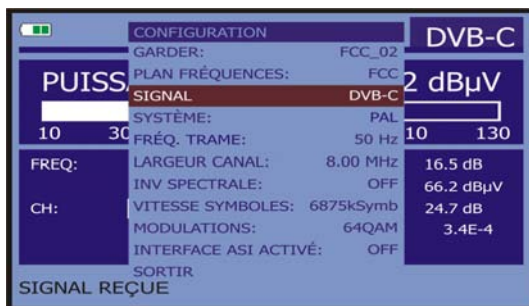 CONFIGURATION
DVB-C
GARDER: FCC_02
PLAN FRÉQUENCES: FCC
PUISS
2 dBµV
SIGNAL DVB-C
SYSTÈME: PAL
10 30 10 130
FRÉQ. TRAME: 50 Hz
FREQ: LARGEUR CANAL: 8.00 MHz 16.5 dB
INV SPECTRALE: OFF 66.2 dBµV
CH: VITESSE SYMBOLES: 6875kSymb 24.7 dB
MODULATIONS: 64QAM 3.4E-4
INTERFACE ASI ACTIVÉ: OFF
SORTIR
SIGNAL REÇUE